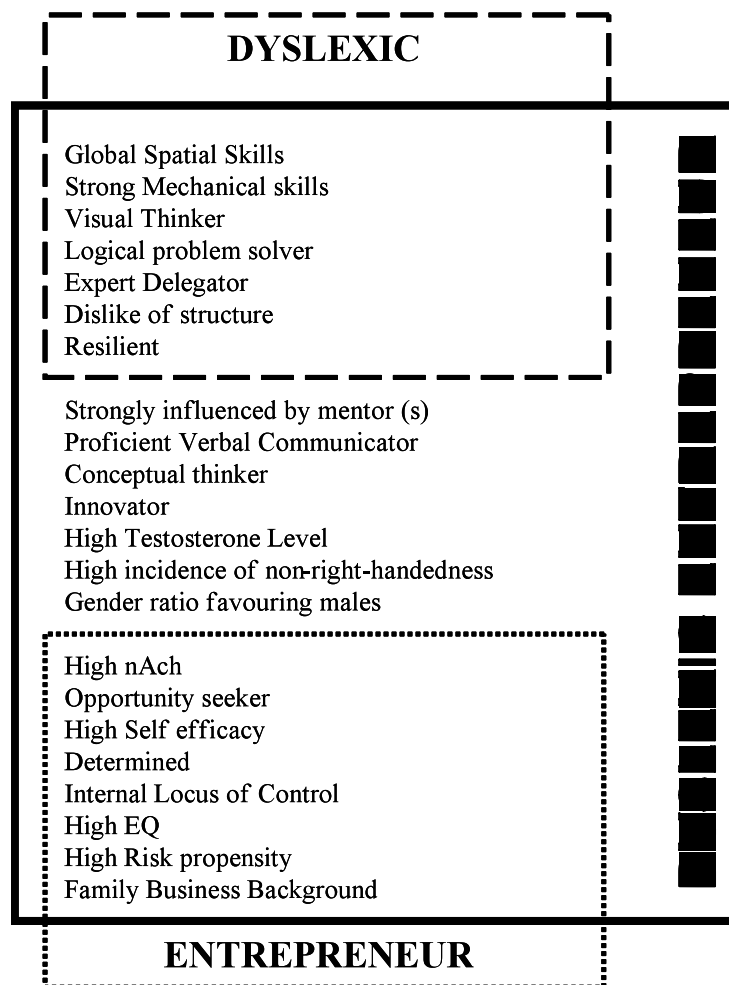 DYSLEXIC
Global Spatial Skills
Strong Mechanical skills
Visual Thinker
Logical problem solver
Expert Delegator
Dislike of structure
Resilient
Strongly influenced by mentor (s)
Proficient Verbal Communicator
Conceptual thinker
Innovator
High Testosterone Level
High incidence of non-right-handedness
Gender ratio favouring males
High nAch
Opportunity seeker
High Self efficacy
Determined
Internal Locus of Control
High EQ
High Risk propensity
Family Business Background
ENTREPRENEUR